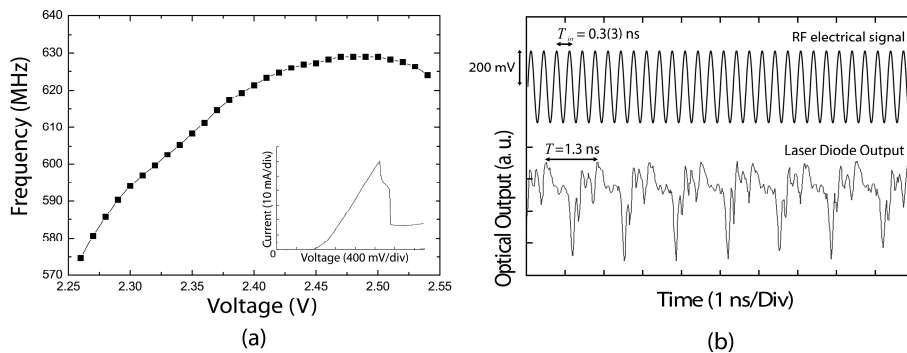 (a)
640
630
620
610
600
590
580
570
Frequency (MHz)
2.25
2.30
2.35
2.40
2.45
2.50
2.55
Voltage (V)
Current (10 mA/div)
0
Voltage (400 mV/div)
(a)
(b)
T in = 0.3(3) ns
RF electrical signal
200 mV
T = 1.3 ns
Laser Diode Output
Optical Output (a. u.)
Time (1 ns/Div)
(b)